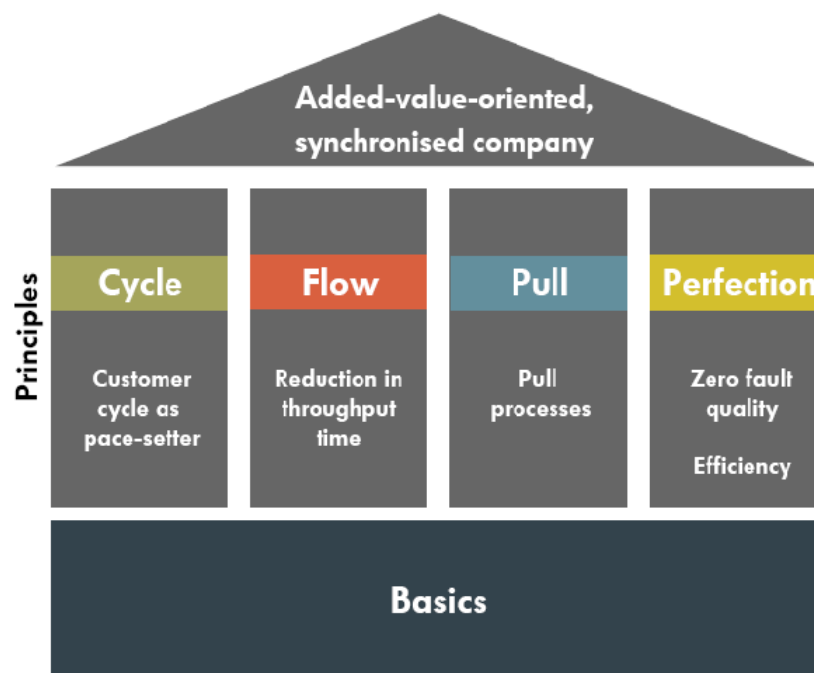 Added-value-oriented,
synchronised company
Principles
Cycle
Customer
cycle as
pace-setter
Flow
Reduction in
throughput
time
Pull
Pull
processes
Perfection
Zero fault
quality
Efficiency
Basics